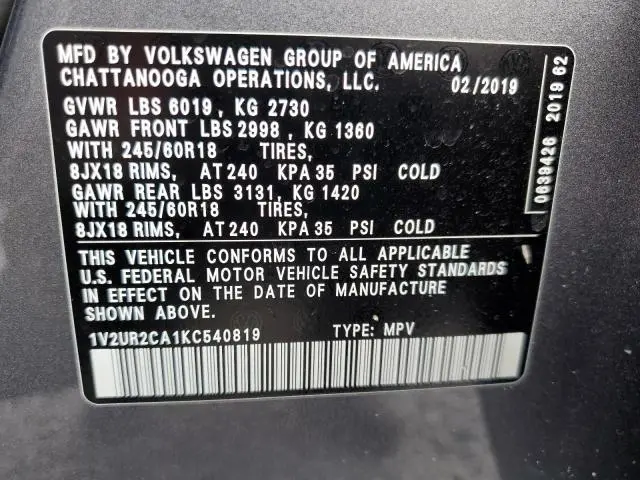 MFD BY VOLKSWAGEN GROUP OF AMERICA
CHATTANOOGA OPERATIONS, LLC. 02/2019
GVWR LBS 6019, KG 2730
GAWR FRONT LBS 2998, KG 1360
WITH 245/60R18 TIRES,
8JX18 RIMS, AT 240 KPA 35 PSI COLD
GAWR REAR LBS 3131, KG 1420
WITH 245/60R18 TIRES,
8JX18 RIMS, AT 240 KPA 35 PSI COLD
THIS VEHICLE CONFORMS TO ALL APPLICABLE
U.S. FEDERAL MOTOR VEHICLE SAFETY STANDARDS
IN EFFECT ON THE DATE OF MANUFACTURE
SHOWN ABOVE.
1V2UR2CA1KC540819 TYPE: MPV
0639426 2019 62